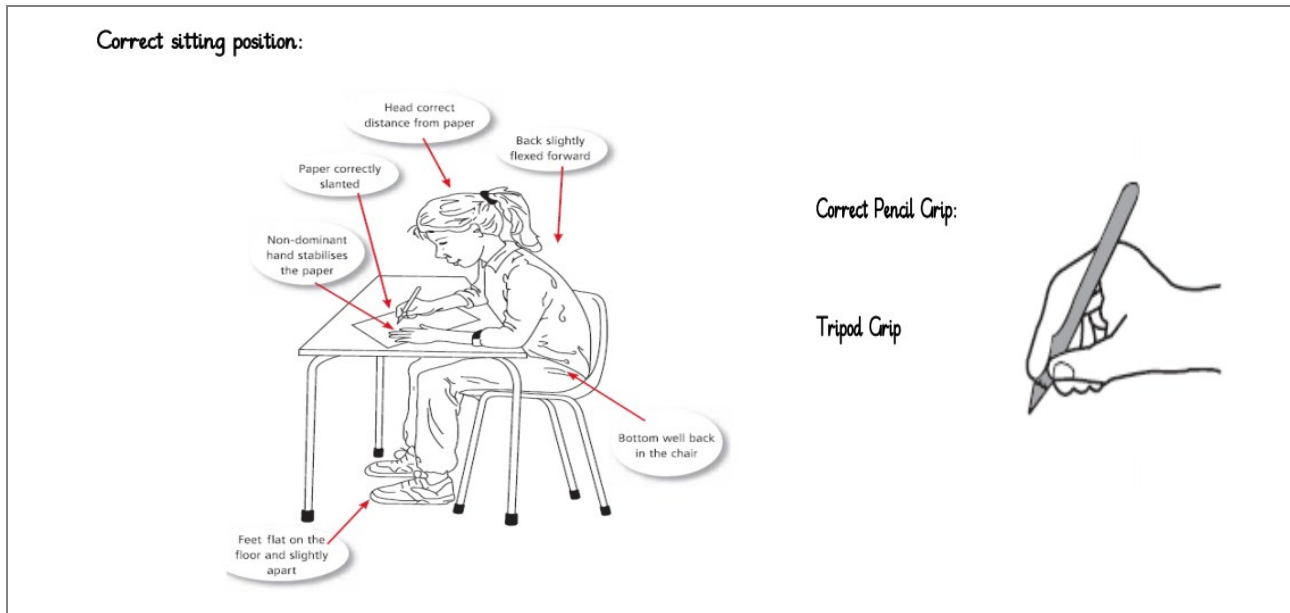 Correct sitting position:
Head correct
distance from paper
Back slightly
flexed forward
Paper correctly
slanted
Non-dominant
hand stabilises
the paper
Bottom well back
in the chair
Feet flat on the
floor and slightly
apart
Correct Pencil Grip:
Tripod Grip